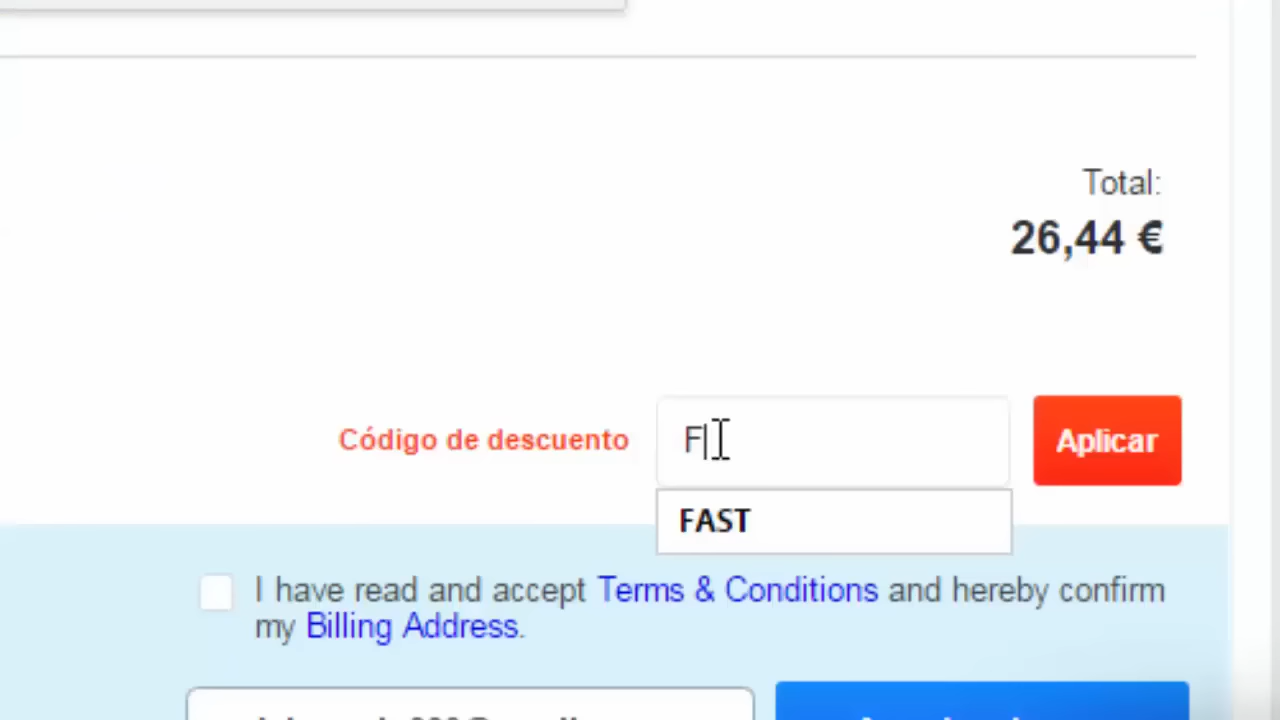 Total:
26,44 €
Código de descuento
F
Aplicar
FAST
I have read and accept Terms & Conditions and hereby confirm
my Billing Address.